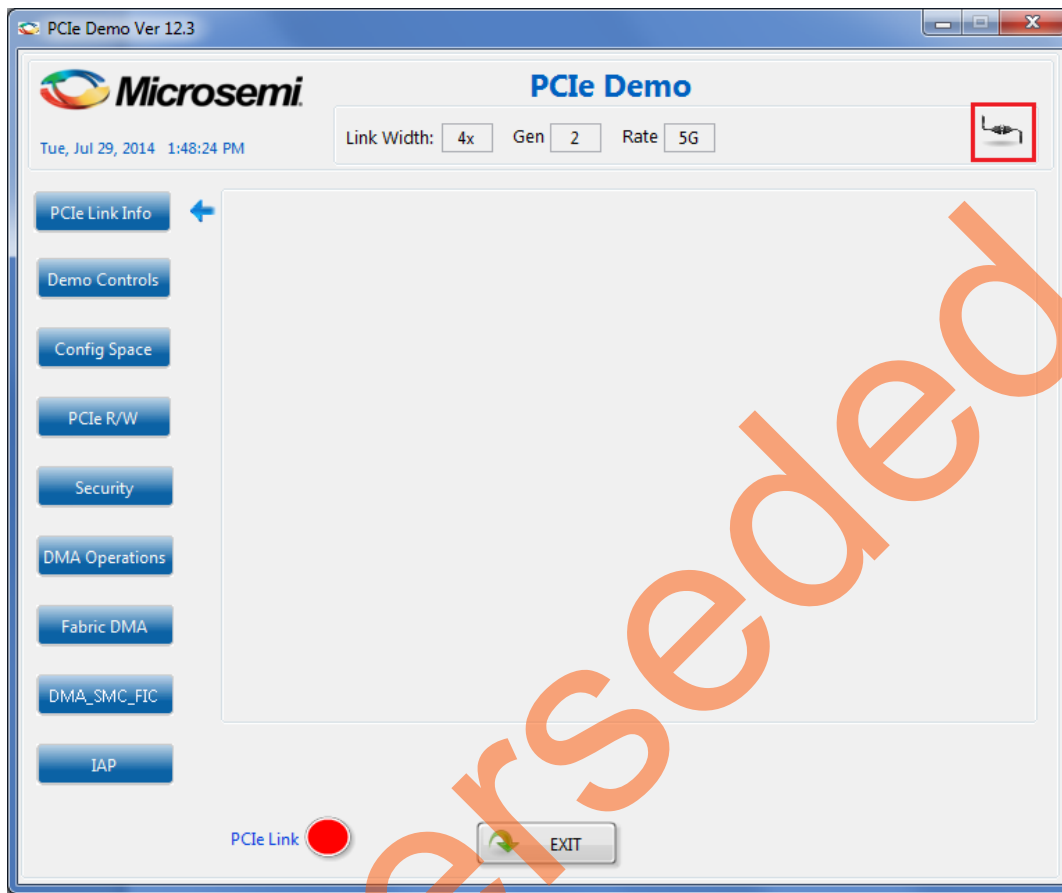 PCIe Demo Ver 12.3
Microsemi.
PCIe Demo
Tue, Jul 29, 2014 1:48:24 PM
Link Width: 4x Gen 2 Rate 5G
PCIe Link Info
Demo Controls
Config Space
PCIe R/W
Security
DMA Operations
Fabric DMA
DMA_SMC_FIC
IAP
PCIe Link
EXIT
erseded